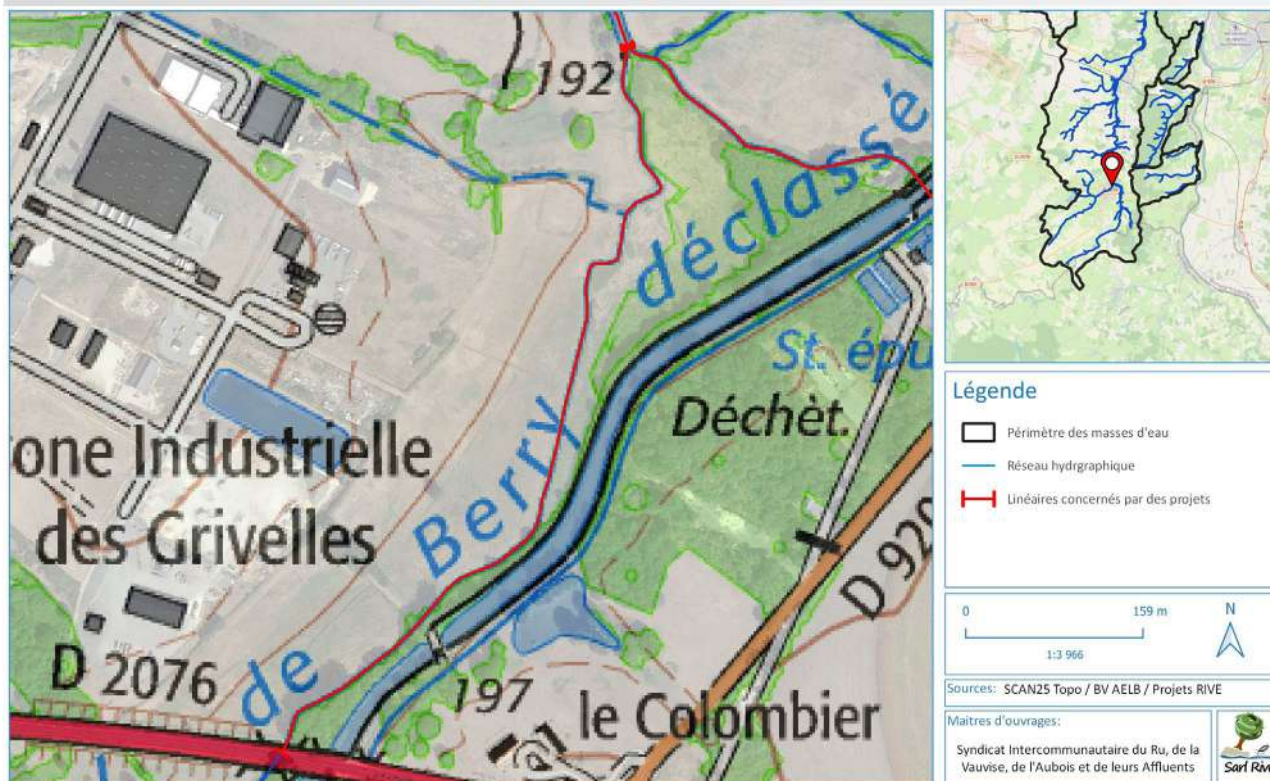 192
déclassé
St. épu
Déchèt.
one Industrielle
des Grivelles
Berry
de
D 2076
197
le Colombier
D 920
Légende
Périmètre des masses d'eau
Réseau hydrgraphique
Linéaires concernés par des projets
0 159 m
N
1:3 966
Sources: SCAN25 Topo / BV AELB / Projets RIVE
Maitres d'ouvrages:
Syndicat Intercommunautaire du Ru, de la
Vauvise, de l'Aubois et de leurs Affluents
Sarl Riv